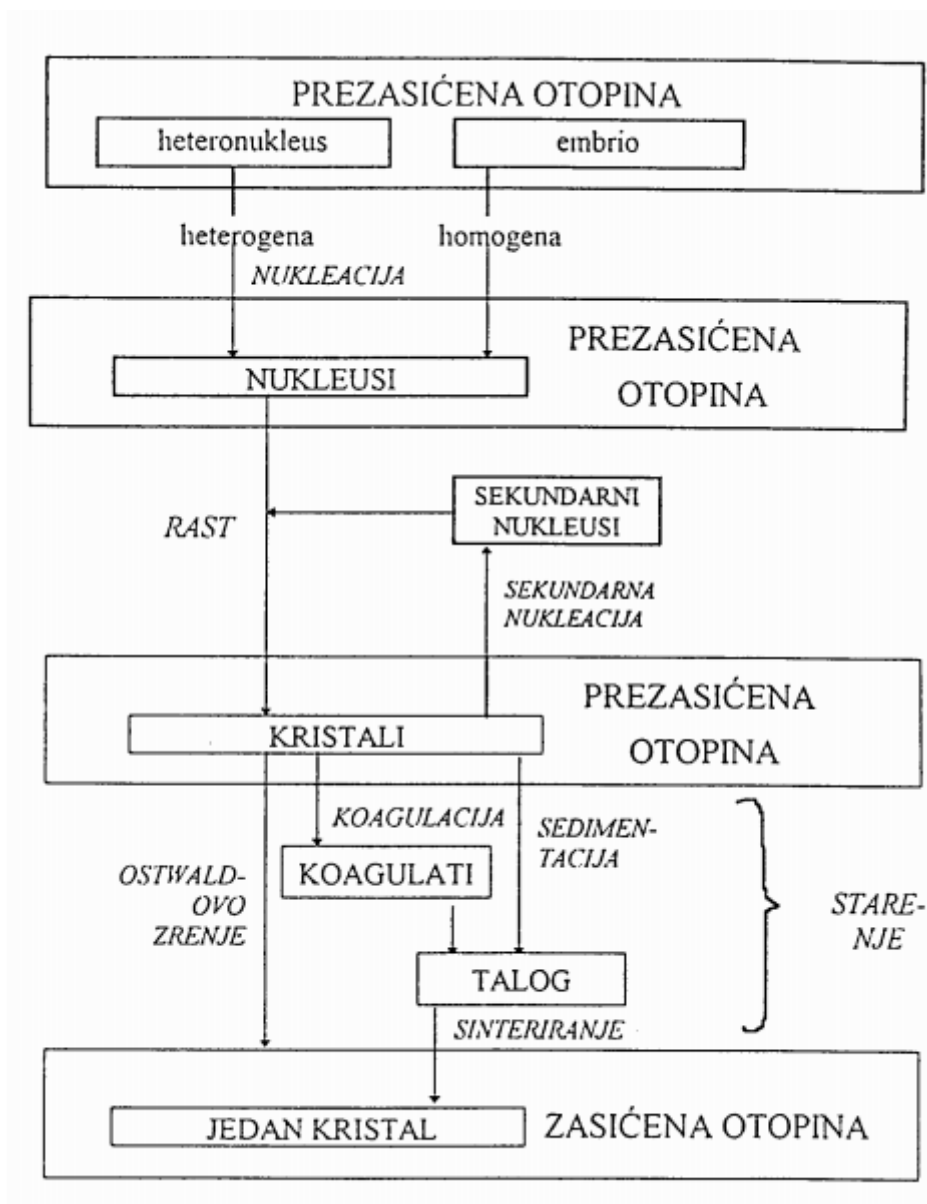 PREZASIĆENA OTOPINA
heteronukleus
embrio
heterogena
homogena
NUKLEACIJA
PREZASIĆENA
OTOPINA
NUKLEUSI
SEKUNDARNI
NUKLEUSI
RAST
SEKUNDARNA
NUKLEACIJA
PREZASIĆENA
OTOPINA
KRISTALI
KOAGULACIJA
SEDIMEN-
TACIJA
KOAGULATI
OSTWALD-
OVO
ZRENJE
STARE-
NJE
TALOG
SINTERIRANJE
JEDAN KRISTAL
ZASIĆENA OTOPINA